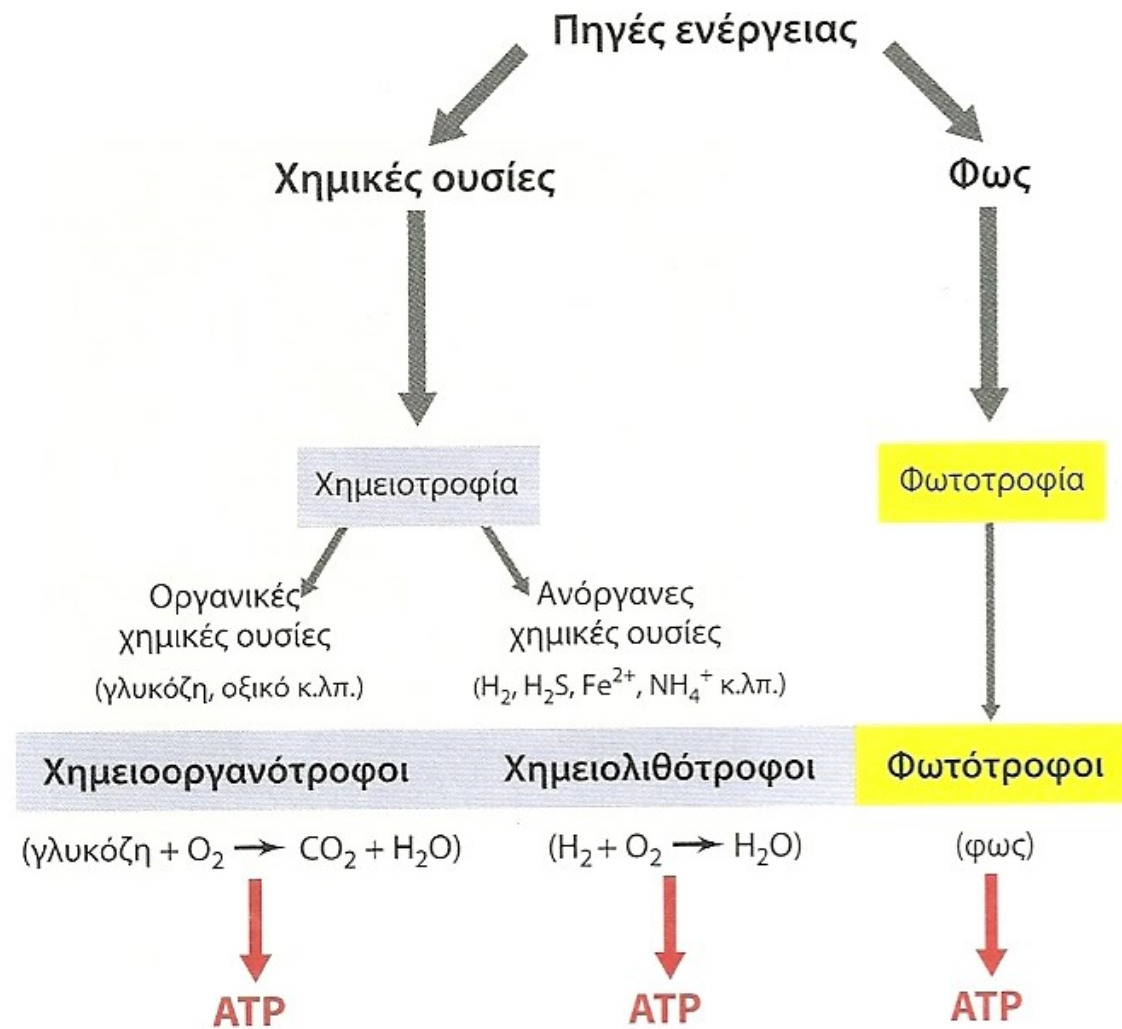 Πηγές ενέργειας
Χημικές ουσίες
Φως
Χημειοτροφία
Φωτοτροφία
Οργανικές
χημικές ουσίες
(γλυκόζη, οξικό κ.λπ.)
Ανόργανες
χημικές ουσίες
(H₂, H₂S, Fe²⁺, NH₄⁺ κ.λπ.)
Χημειοοργανότροφοι
Χημειολιθότροφοι
Φωτότροφοι
(γλυκόζη + O₂ → CO₂ + H₂O)
(H₂ + O₂ → H₂O)
(φως)
ATP
ATP
ATP